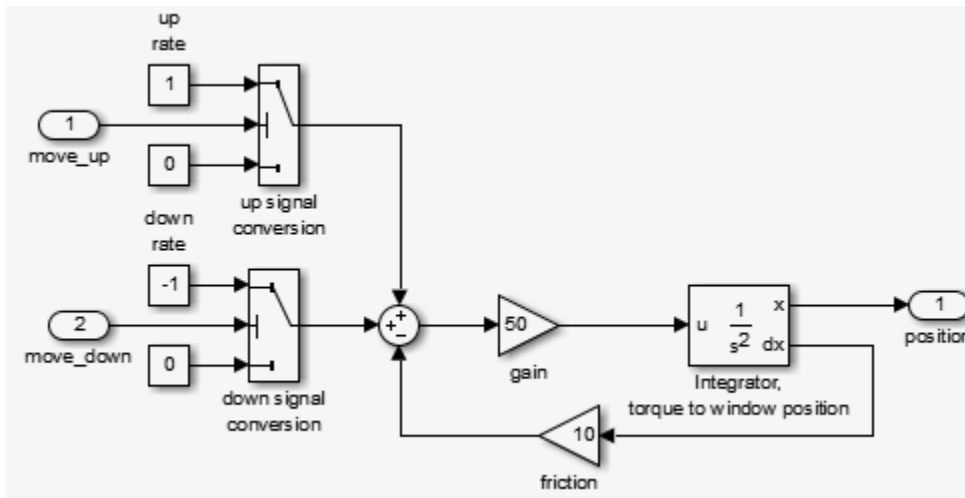 up
rate
1
1
move_up
0
up signal
conversion
down
rate
-1
2
move_down
0
down signal
conversion
+
+
−
50
gain
u
1
s2
x
dx
Integrator,
torque to window position
1
position
10
friction